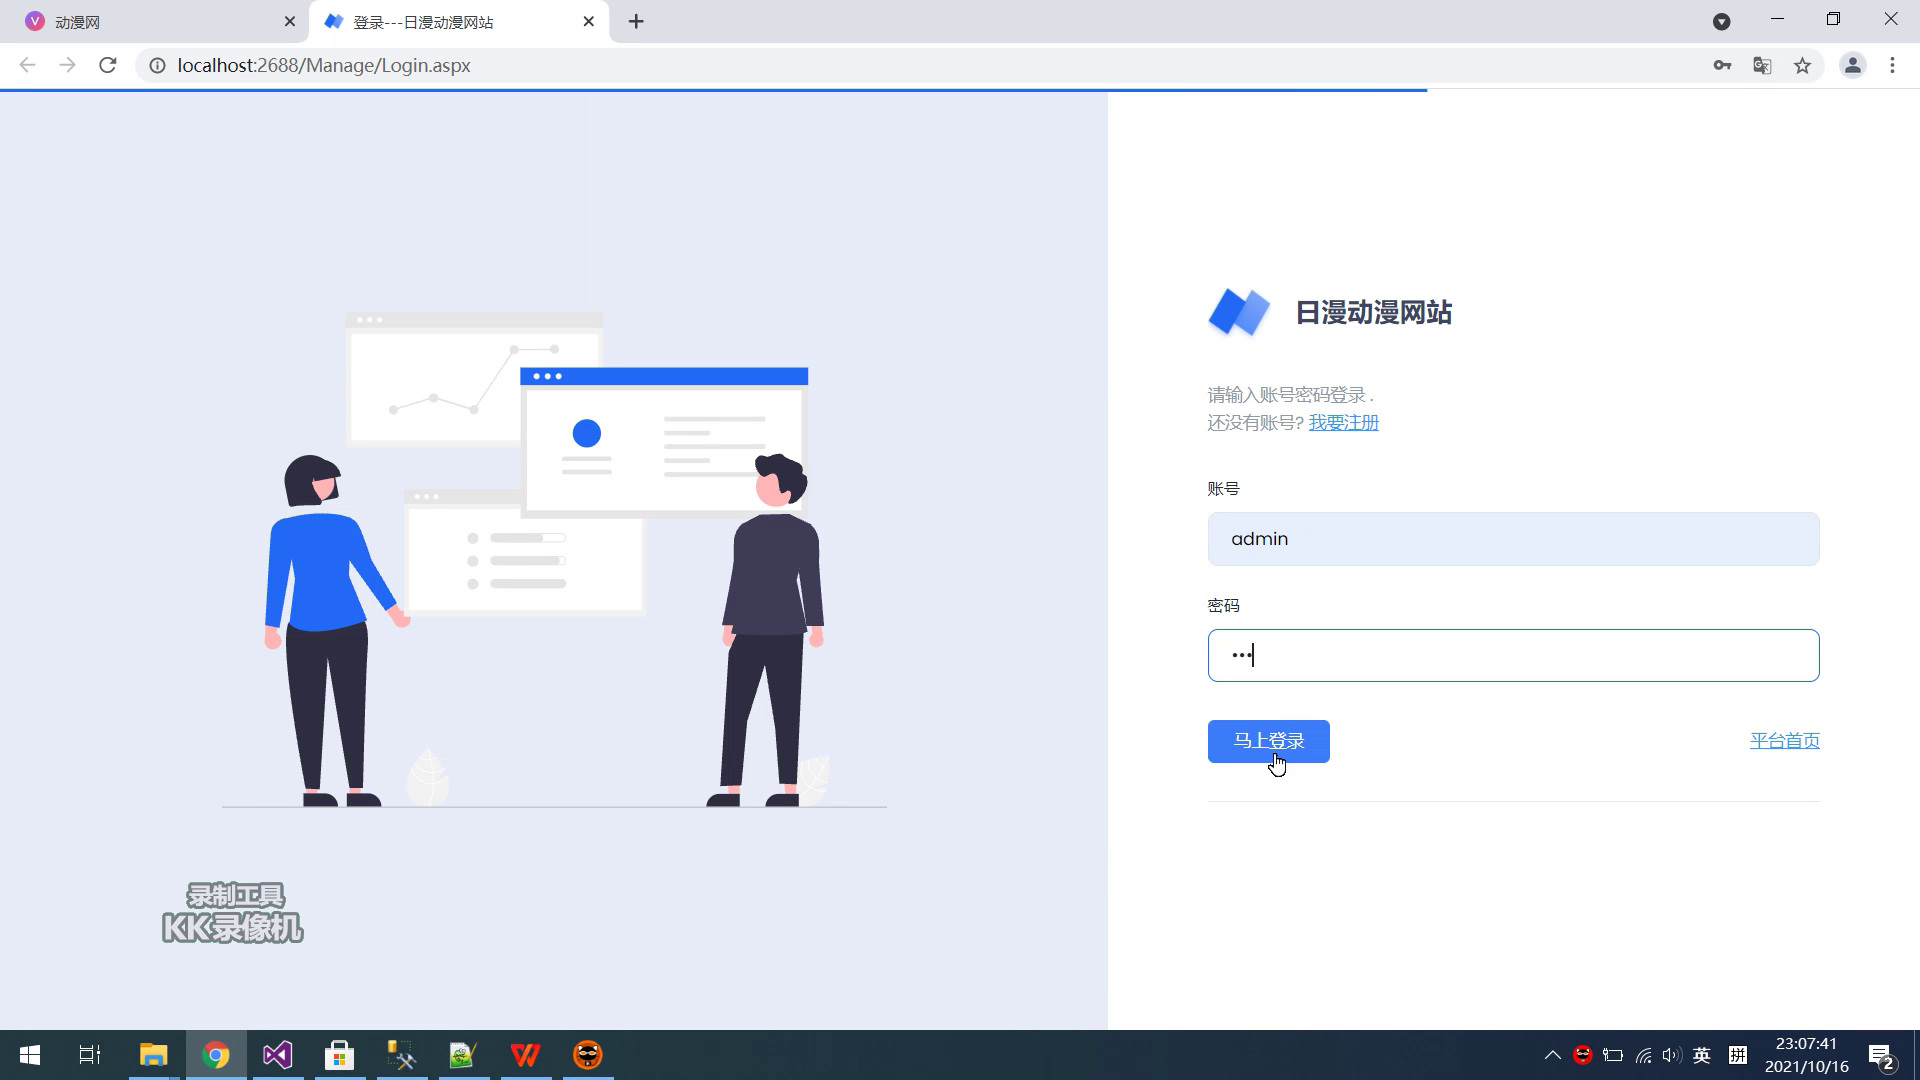 动漫网
登录---日漫动漫网站
localhost:2688/Manage/Login.aspx
日漫动漫网站
请输入账号密码登录 .
还没有账号? 我要注册
账号
admin
密码
•••
马上登录
平台首页
录制工具
KK录像机
英
拼
23:07:41
2021/10/16
2